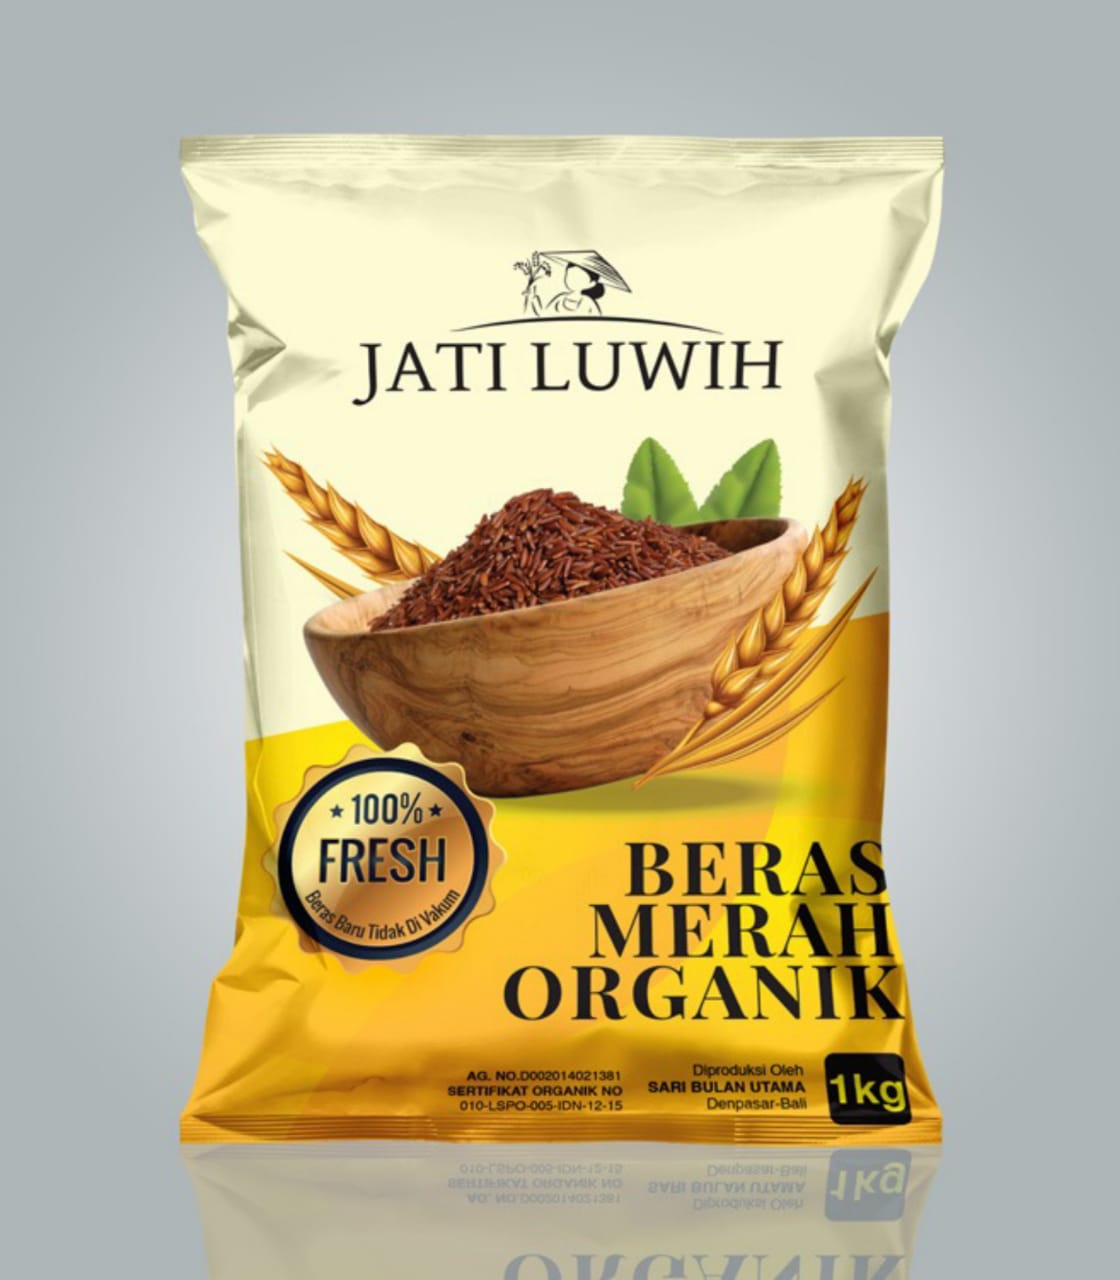 JATI LUWIH
100%
FRESH
Beras Baru Tidak Di Vakum
BERAS
MERAH
ORGANIK
AG. NO.D002014021381
SERTIFIKAT ORGANIK NO
010-LSPO-005-IDN-12-15
Diproduksi Oleh
SARI BULAN UTAMA
Denpasar-Bali
1kg